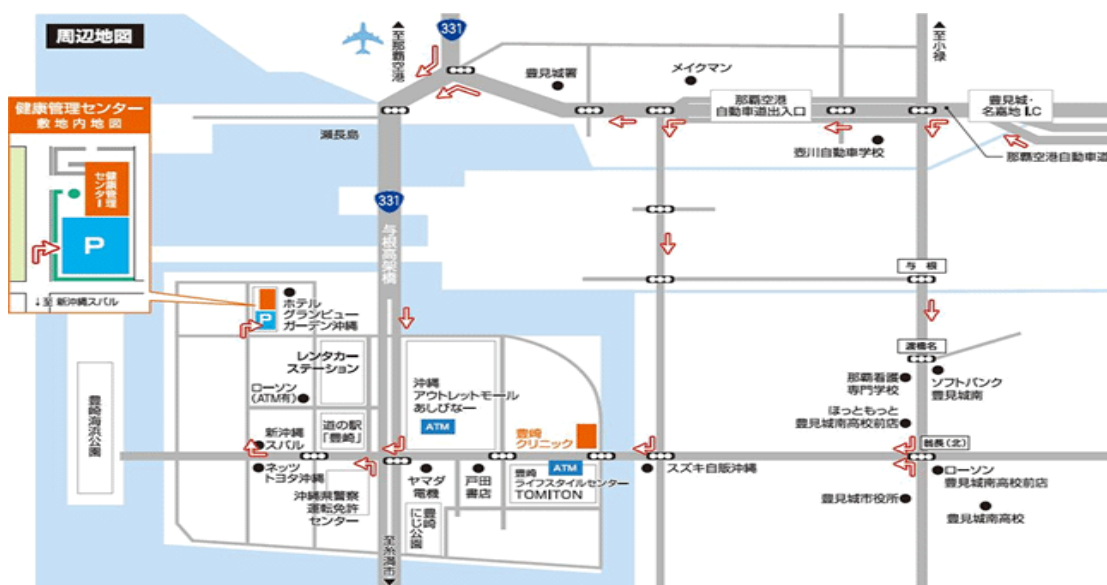 周辺地図
331
至那覇空港
至小禄
豊見城署
メイクマン
那覇空港
自動車道出入口
豊見城・
名嘉地 I.C
健康管理センター
敷地内地図
瀬長島
壺川自動車学校
那覇空港自動車道
健康管理
センター
P
331
与根高架橋
与 根
↓至 新沖縄スバル
ホテル
グランビュー
ガーデン沖縄
P
渡橋名
レンタカー
ステーション
沖縄
アウトレットモール
あしびなー
ATM
那覇看護
専門学校
ソフトバンク
豊見城南
ローソン
(ATM有)
ほっともっと
豊見城南高校前店
豊崎海浜公園
新沖縄
スバル
道の駅
「豊崎」
豊崎
クリニック
翁長(北)
ネッツ
トヨタ沖縄
ヤマダ
電機
戸田
書店
ATM
豊崎
ライフスタイルセンター
TOMITON
スズキ自販沖縄
ローソン
豊見城南高校前店
沖縄県警察
運転免許
センター
豊崎
にじ公園
豊見城市役所
豊見城南高校
至糸満市